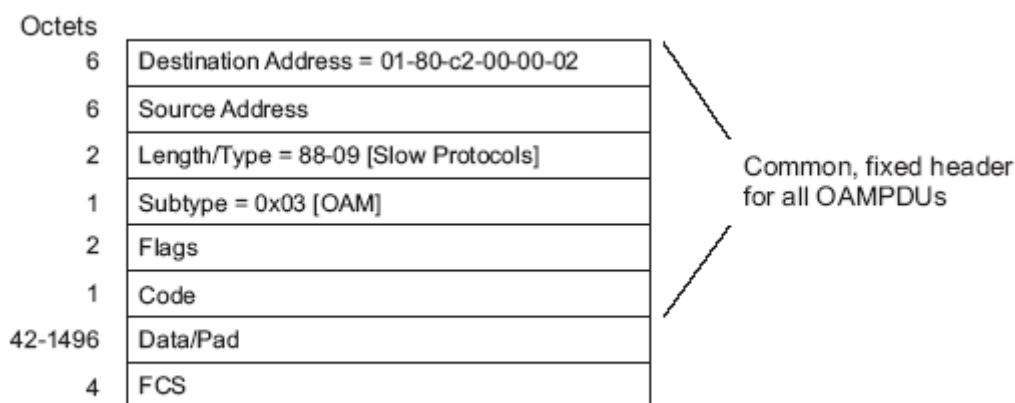 Octets
6 Destination Address = 01-80-c2-00-00-02
6 Source Address
2 Length/Type = 88-09 [Slow Protocols]
1 Subtype = 0x03 [OAM]
2 Flags
1 Code
42-1496 Data/Pad
4 FCS
Common, fixed header
for all OAMPDUs